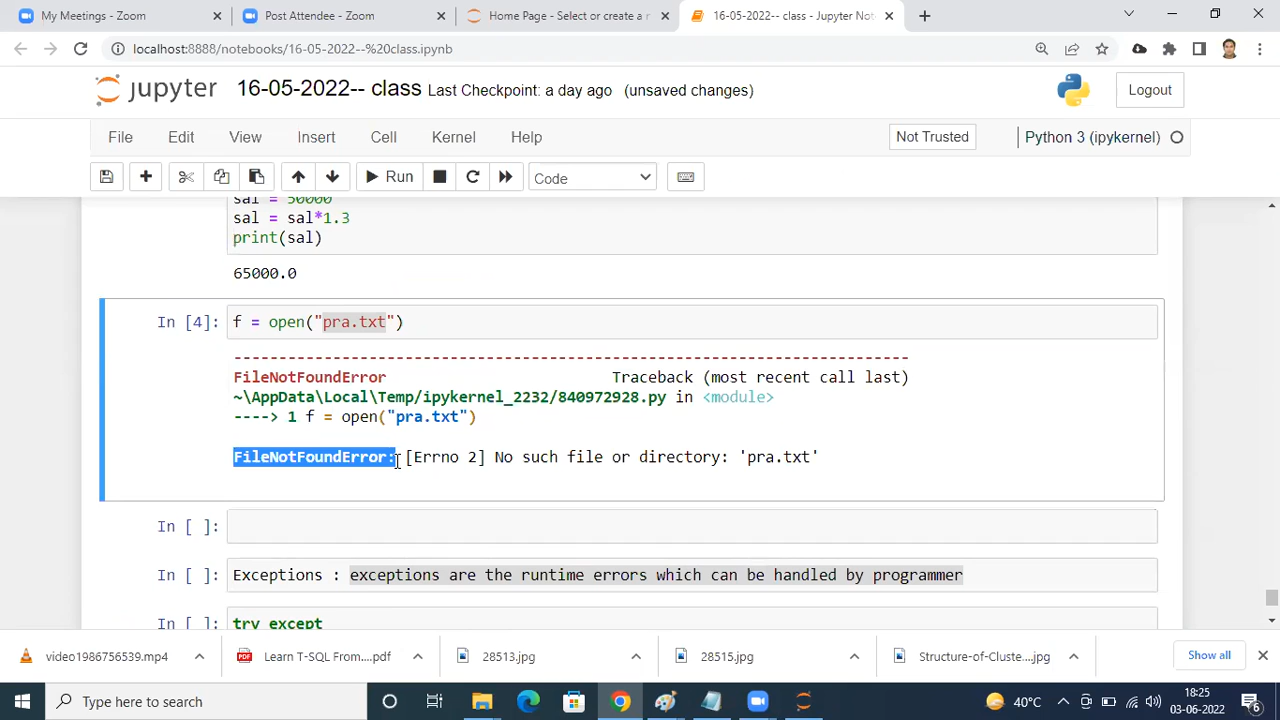 My Meetings - Zoom
Post Attendee - Zoom
Home Page - Select or create a n
16-05-2022-- class - Jupyter Not
localhost:8888/notebooks/16-05-2022--%20class.ipynb
jupyter 16-05-2022-- class Last Checkpoint: a day ago (unsaved changes)
Logout
File Edit View Insert Cell Kernel Help
Not Trusted
Python 3 (ipykernel)
Run
Code
sal = 50000
sal = sal*1.3
print(sal)
65000.0
In [4]: f = open("pra.txt")
---------------------------------------------------------------------------
FileNotFoundError Traceback (most recent call last)
~\AppData\Local\Temp/ipykernel_2232/840972928.py in <module>
----> 1 f = open("pra.txt")
FileNotFoundError: [Errno 2] No such file or directory: 'pra.txt'
In [ ]:
In [ ]: Exceptions : exceptions are the runtime errors which can be handled by programmer
In [ ]: try except
video1986756539.mp4
Learn T-SQL From....pdf
28513.jpg
28515.jpg
Structure-of-Cluste....jpg
Show all
Type here to search
40°C
18:25
03-06-2022
6